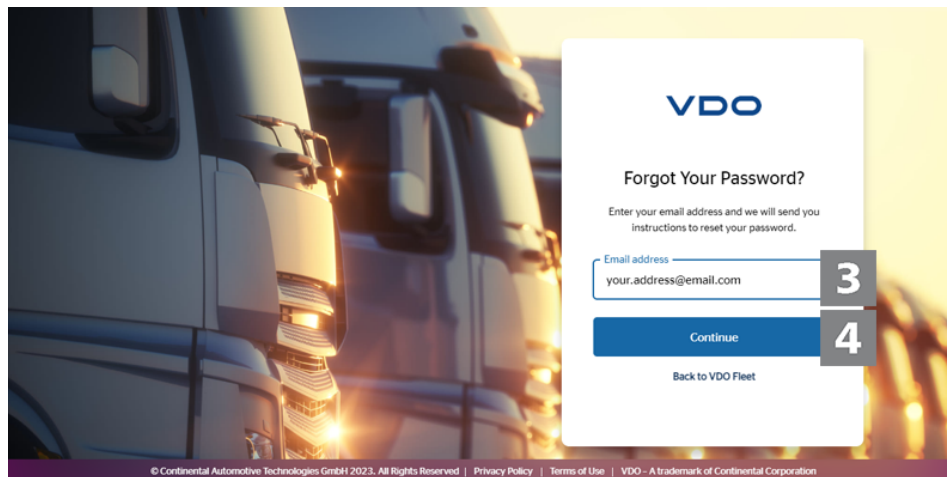 VDO
Forgot Your Password?
Enter your email address and we will send you
instructions to reset your password.
Email address
your.address@email.com
3
Continue
4
Back to VDO Fleet
© Continental Automotive Technologies GmbH 2023. All Rights Reserved | Privacy Policy | Terms of Use | VDO – A trademark of Continental Corporation